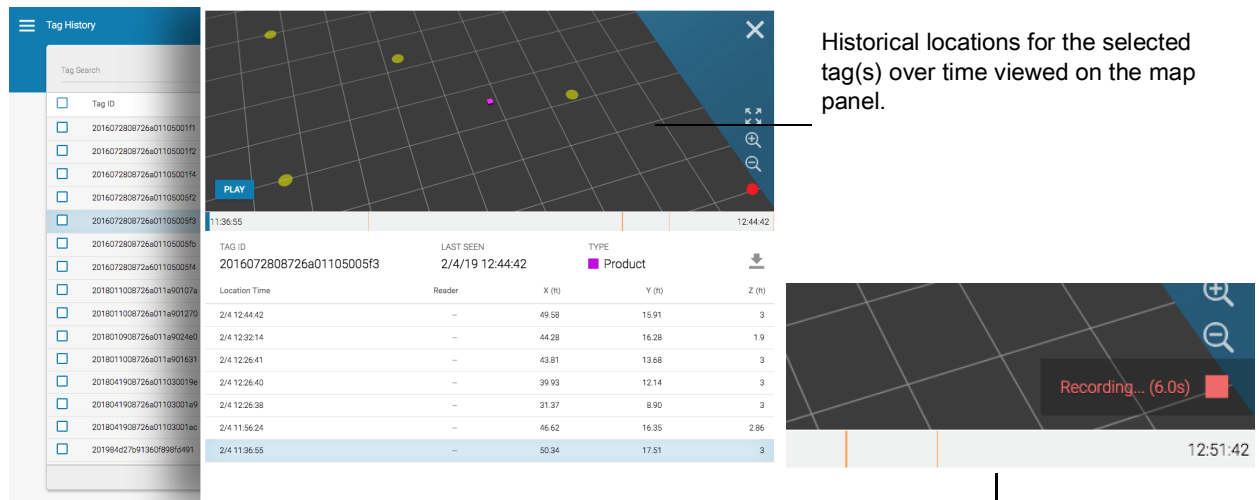 Tag History
Tag Search
Tag ID
2016072808726a01105001f1
2016072808726a01105001f2
2016072808726a01105001f4
2016072808726a01105005f2
2016072808726a01105005f3
2016072808726a01105005fb
201607280872a601105005f4
2018011008726a011a90107a
2018011008726a011a901270
2018010908726a011a9024e0
2018011008726a011a901631
2018041908726a011030019e
2018041908726a01103001a9
2018041908726a01103001ac
201984d27b91360f898fd491
PLAY
11:36:55 12:44:42
TAG ID LAST SEEN TYPE
2016072808726a01105005f3 2/4/19 12:44:42 Product
Location Time Reader X (ft) Y (ft) Z (ft)
2/4 12:44:42 – 49.58 15.91 3
2/4 12:32:14 – 44.28 16.28 1.9
2/4 12:26:41 – 43.81 13.68 3
2/4 12:26:40 – 39.93 12.14 3
2/4 12:26:38 – 31.37 8.90 3
2/4 11:56:24 – 46.62 16.35 2.86
2/4 11:36:55 – 50.34 17.51 3
Historical locations for the selected
tag(s) over time viewed on the map
panel.
Recording... (6.0s)
12:51:42